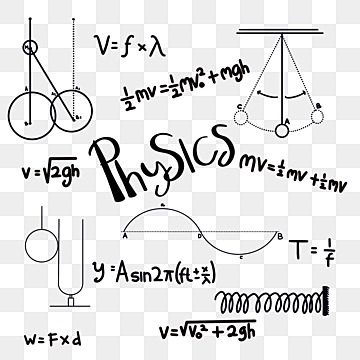 V=f×λ
½mv=½mv₀²+mgh
C
B
A
v=√2gh
Physics
mv=½mv+½mv
A
D
B
C
T=1/f
y=Asin2π(ft±x/λ)
v=√v₀²+2gh
W=F×d